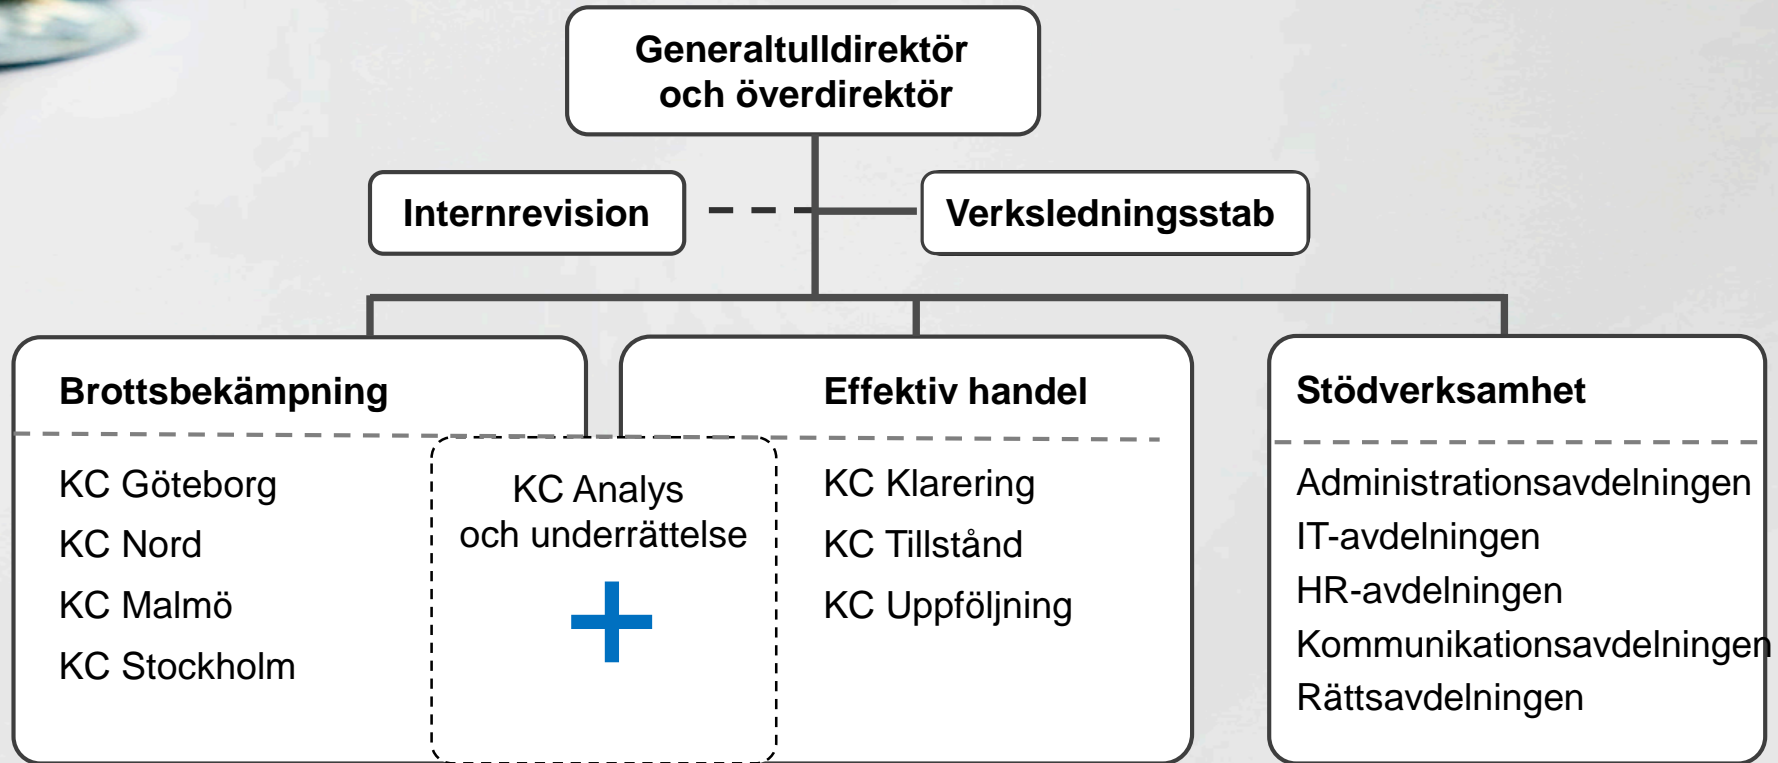 Generaltulldirektör
och överdirektör
Internrevision
Verksledningsstab
Brottsbekämpning
KC Göteborg
KC Nord
KC Malmö
KC Stockholm
KC Analys
och underrättelse
Effektiv handel
KC Klarering
KC Tillstånd
KC Uppföljning
Stödverksamhet
Administrationsavdelningen
IT-avdelningen
HR-avdelningen
Kommunikationsavdelningen
Rättsavdelningen